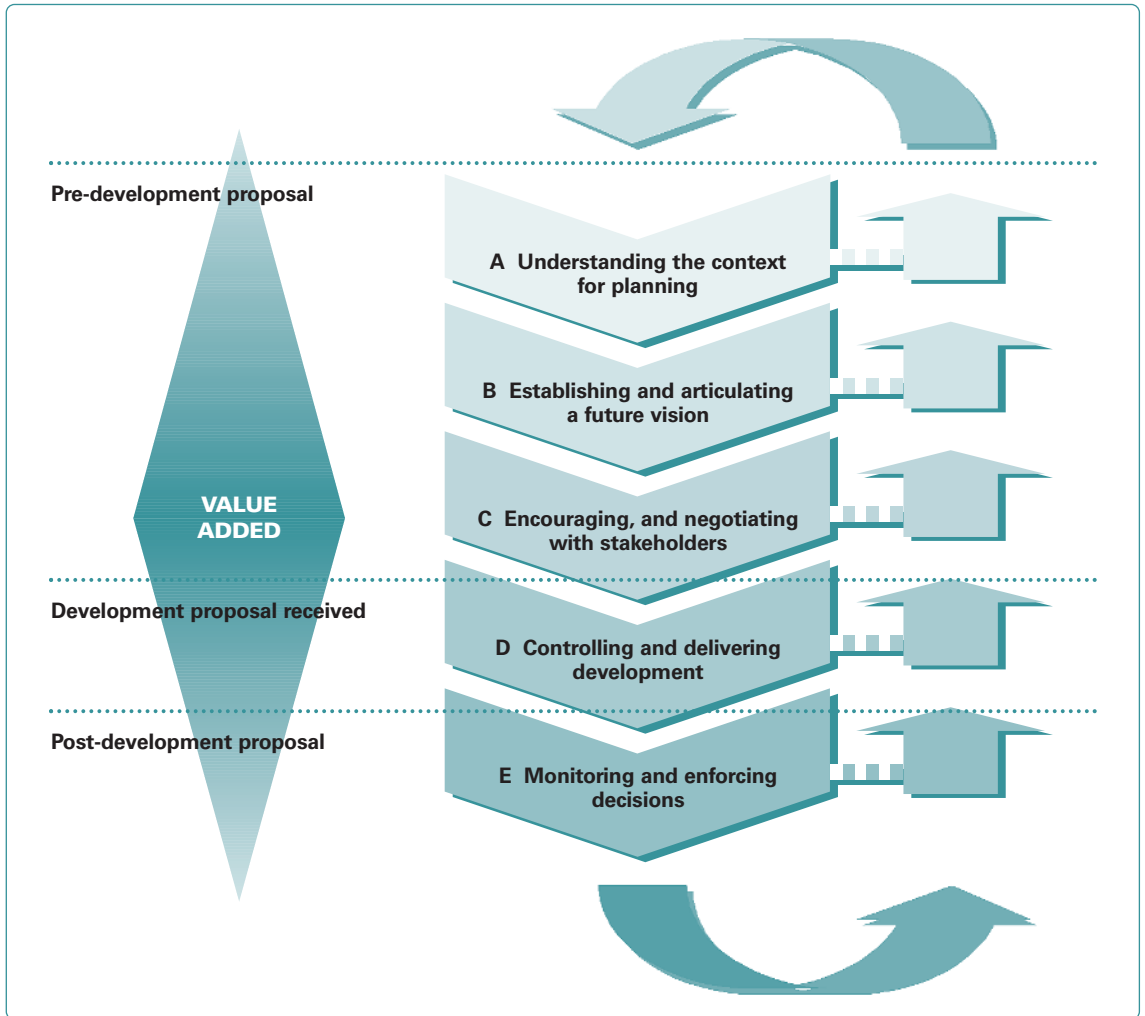 Pre-development proposal
A Understanding the context
for planning
B Establishing and articulating
a future vision
VALUE
ADDED
C Encouraging, and negotiating
with stakeholders
Development proposal received
D Controlling and delivering
development
Post-development proposal
E Monitoring and enforcing
decisions